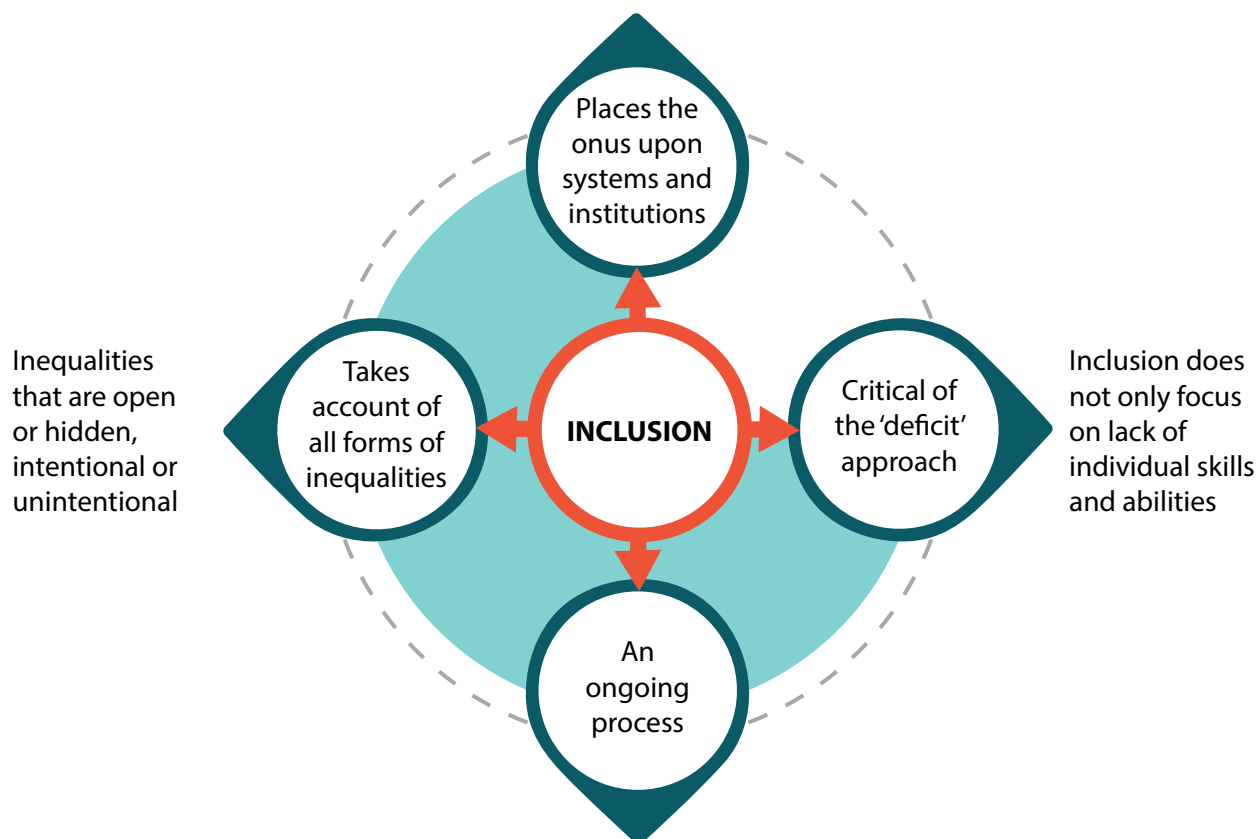 Places the
onus upon
systems and
institutions
Inequalities
that are open
or hidden,
intentional or
unintentional
Takes
account of
all forms of
inequalities
INCLUSION
Critical of
the ‘deficit’
approach
Inclusion does
not only focus
on lack of
individual skills
and abilities
An
ongoing
process